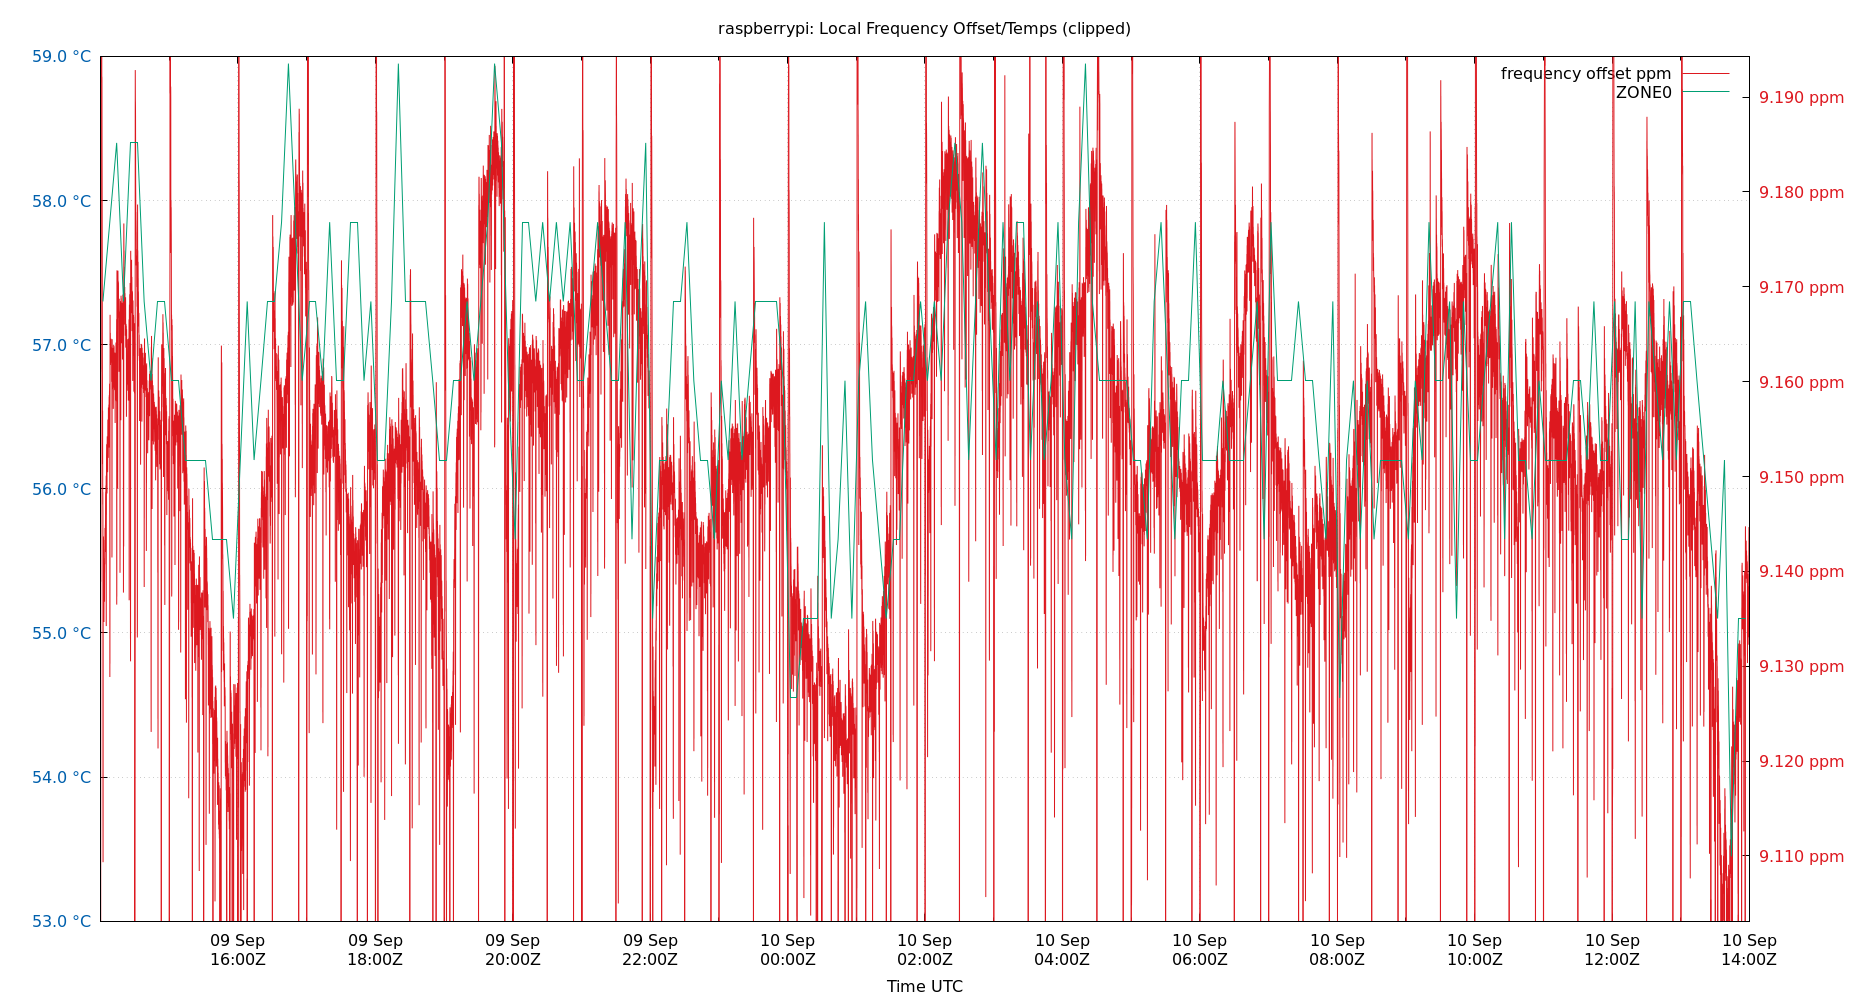 raspberrypi: Local Frequency Offset/Temps (clipped)
59.0 °C
58.0 °C
57.0 °C
56.0 °C
55.0 °C
54.0 °C
53.0 °C
frequency offset ppm
ZONE0
9.190 ppm
9.180 ppm
9.170 ppm
9.160 ppm
9.150 ppm
9.140 ppm
9.130 ppm
9.120 ppm
9.110 ppm
09 Sep
16:00Z
09 Sep
18:00Z
09 Sep
20:00Z
09 Sep
22:00Z
10 Sep
00:00Z
10 Sep
02:00Z
10 Sep
04:00Z
10 Sep
06:00Z
10 Sep
08:00Z
10 Sep
10:00Z
10 Sep
12:00Z
10 Sep
14:00Z
Time UTC